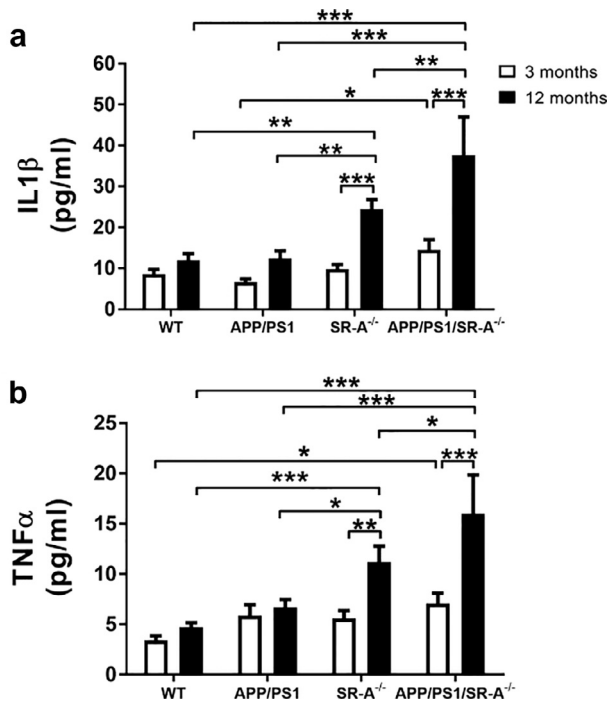 a
***
***
**
*
***
**
**
***
3 months
12 months
IL1β
(pg/ml)
60
50
40
30
20
10
0
WT
APP/PS1
SR-A-/-
APP/PS1/SR-A-/-
b
***
***
*
*
***
***
*
**
TNFα
(pg/ml)
25
20
15
10
5
0
WT
APP/PS1
SR-A-/-
APP/PS1/SR-A-/-